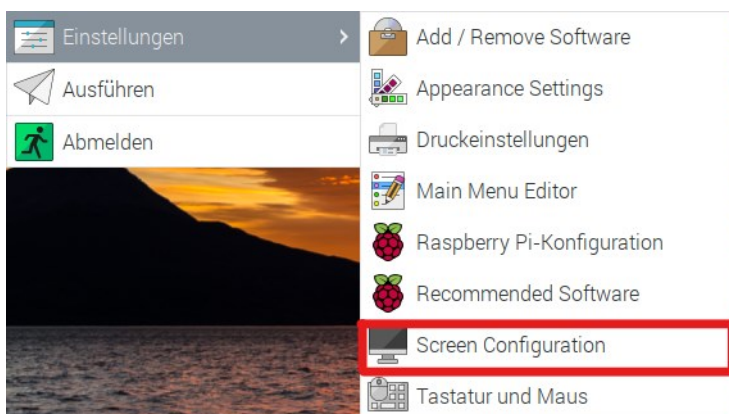 Einstellungen
Ausführen
Abmelden
Add / Remove Software
Appearance Settings
Druckeinstellungen
Main Menu Editor
Raspberry Pi-Konfiguration
Recommended Software
Screen Configuration
Tastatur und Maus